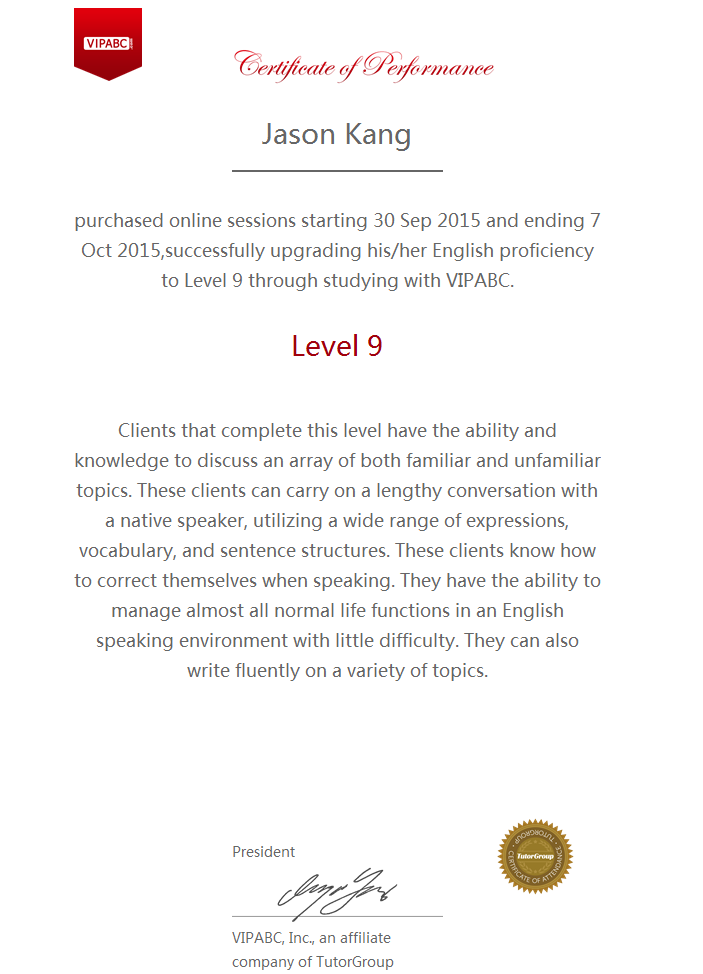 VIPABC
Certificate of Performance
Jason Kang
purchased online sessions starting 30 Sep 2015 and ending 7
Oct 2015,successfully upgrading his/her English proficiency
to Level 9 through studying with VIPABC.
Level 9
Clients that complete this level have the ability and
knowledge to discuss an array of both familiar and unfamiliar
topics. These clients can carry on a lengthy conversation with
a native speaker, utilizing a wide range of expressions,
vocabulary, and sentence structures. These clients know how
to correct themselves when speaking. They have the ability to
manage almost all normal life functions in an English
speaking environment with little difficulty. They can also
write fluently on a variety of topics.
President
TUTORGROUP
TutorGroup
CERTIFICATE OF ATTENDANCE
VIPABC, Inc., an affiliate
company of TutorGroup